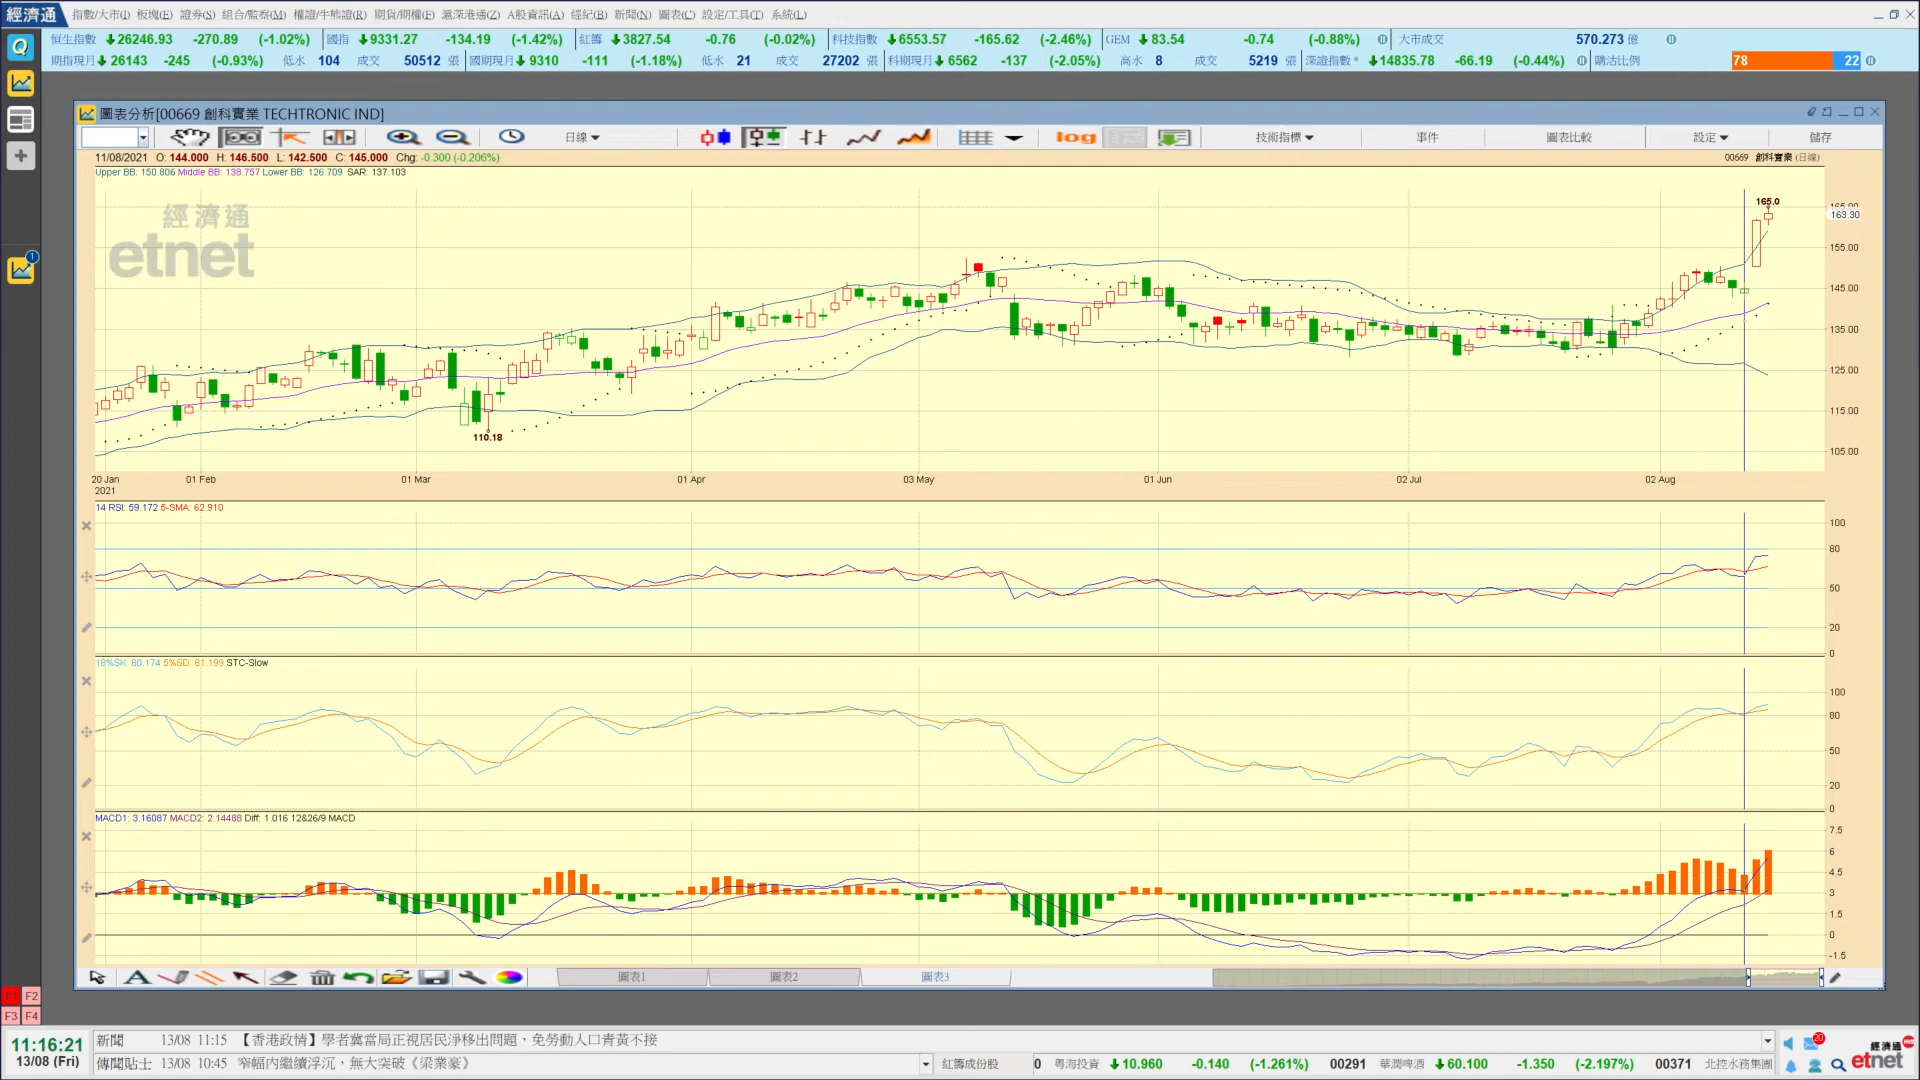 經濟通 指數/大市(I) 板塊(E) 證券(S) 組合/監察(M) 權證/牛熊證(R) 期貨/期權(F) 滬深港通(Z) A股資訊(A) 經紀(B) 新聞(N) 圖表(C) 設定/工具(T) 系統(L)
恒生指數 26246.93 -270.89 (-1.02%) 國指 9331.27 -134.19 (-1.42%) 紅籌 3827.54 -0.76 (-0.02%) 科技指數 6553.57 -165.62 (-2.46%) GEM 83.54 -0.74 (-0.88%) 大市成交 570.273 億
期指現月 26143 -245 (-0.93%) 低水 104 成交 50512 張 國期現月 9310 -111 (-1.18%) 低水 21 成交 27202 張 科期現月 6562 -137 (-2.05%) 高水 8 成交 5219 張 深證指數* 14835.78 -66.19 (-0.44%) 購沽比例 78 22
圖表分析[00669 創科實業 TECHTRONIC IND]
日線 log 技術指標 事件 圖表比較 設定 儲存
11/08/2021 O: 144.000 H: 146.500 L: 142.500 C: 145.000 Chg: -0.300 (-0.206%) 00669 創科實業 (日線)
Upper BB: 150.806 Middle BB: 138.757 Lower BB: 126.709 SAR: 137.103
經濟通
etnet
165.0
165.00
163.30
155.00
145.00
135.00
125.00
115.00
105.00
110.18
20 Jan 01 Feb 01 Mar 01 Apr 03 May 01 Jun 02 Jul 02 Aug
2021
14 RSI: 59.172 5-SMA: 62.910
100
80
50
20
0
18%SK: 80.174 5%SD: 81.199 STC-Slow
100
80
50
20
0
MACD1: 3.16087 MACD2: 2.14488 Diff: 1.016 12&26/9 MACD
7.5
6
4.5
3
1.5
0
-1.5
圖表1 圖表2 圖表3
F1 F2
F3 F4
11:16:21
13/08 (Fri)
新聞 13/08 11:15 【香港政情】學者冀當局正視居民淨移出問題，免勞動人口青黃不接
傳聞貼士 13/08 10:45 窄幅內繼續浮沉，無大突破《梁業豪》
紅籌成份股 0 粵海投資 10.960 -0.140 (-1.261%) 00291 華潤啤酒 60.100 -1.350 (-2.197%) 00371 北控水務集團
20
經濟通
etnet